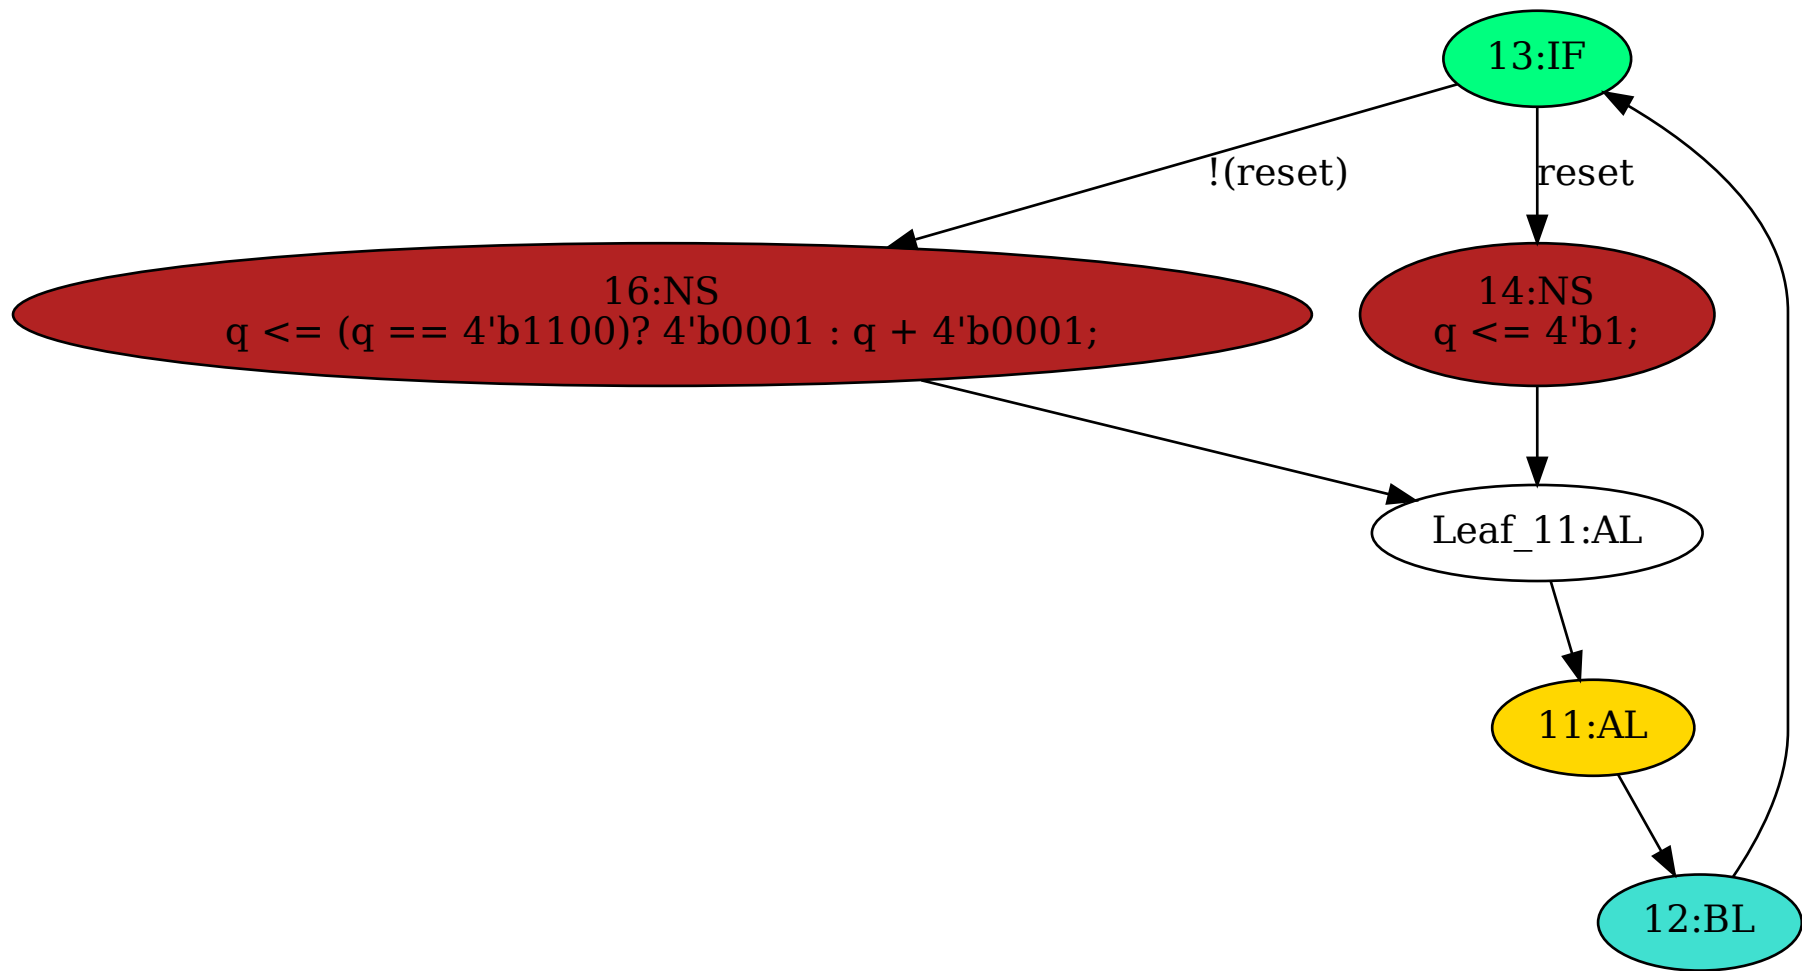 13:IF
!(reset)
reset
16:NS
q <= (q == 4'b1100)? 4'b0001 : q + 4'b0001;
14:NS
q <= 4'b1;
Leaf_11:AL
11:AL
12:BL